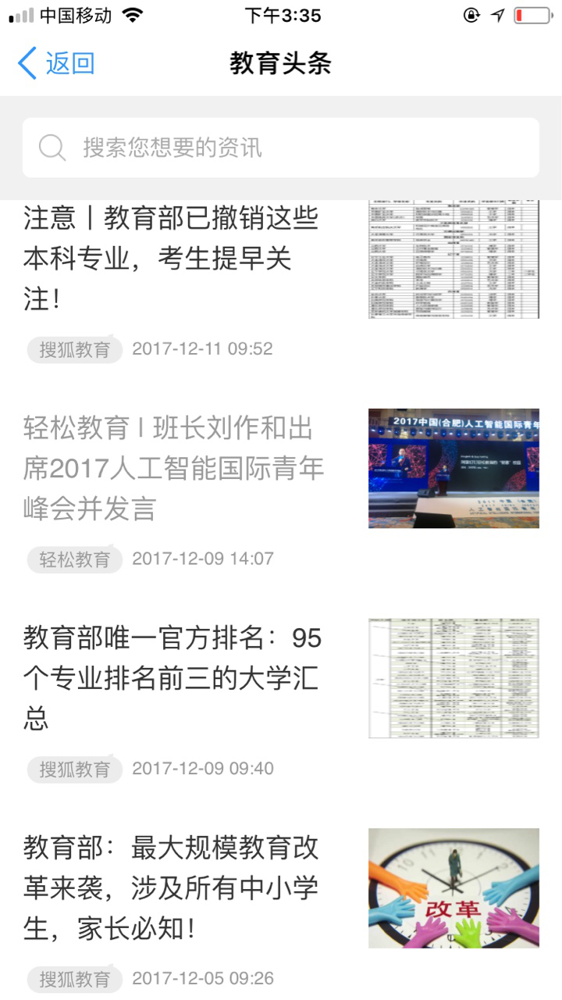 中国移动
下午3:35
返回
教育头条
搜索您想要的资讯
注意丨教育部已撤销这些
本科专业，考生提早关
注！
搜狐教育 2017-12-11 09:52
轻松教育 I 班长刘作和出
席2017人工智能国际青年
峰会并发言
2017中国(合肥)人工智能国际青年
轻松教育 2017-12-09 14:07
教育部唯一官方排名：95
个专业排名前三的大学汇
总
搜狐教育 2017-12-09 09:40
教育部：最大规模教育改
革来袭，涉及所有中小学
生，家长必知！
改革
搜狐教育 2017-12-05 09:26